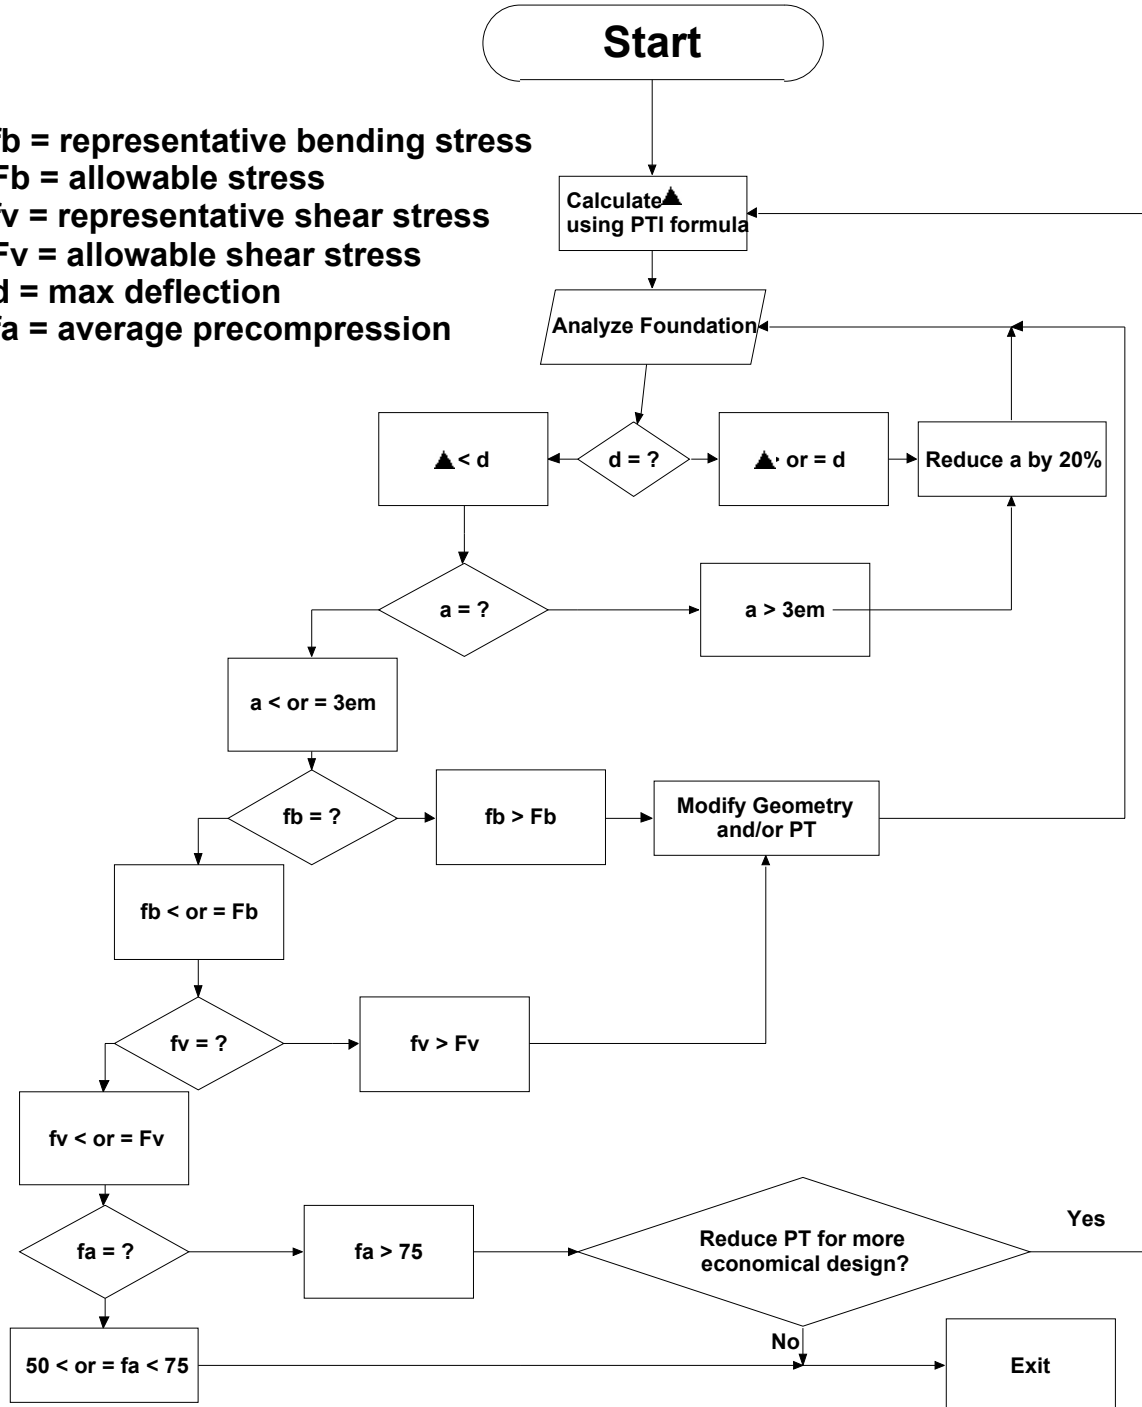 Start
fb = representative bending stress
Fb = allowable stress
fv = representative shear stress
Fv = allowable shear stress
d = max deflection
fa = average precompression
Calculate▲
using PTI formula
Analyze Foundation
▲ < d
d = ?
▲ or = d
Reduce a by 20%
a = ?
a > 3em
a < or = 3em
fb = ?
fb > Fb
Modify Geometry
and/or PT
fb < or = Fb
fv = ?
fv > Fv
fv < or = Fv
fa = ?
fa > 75
Reduce PT for more
economical design?
Yes
No
50 < or = fa < 75
Exit